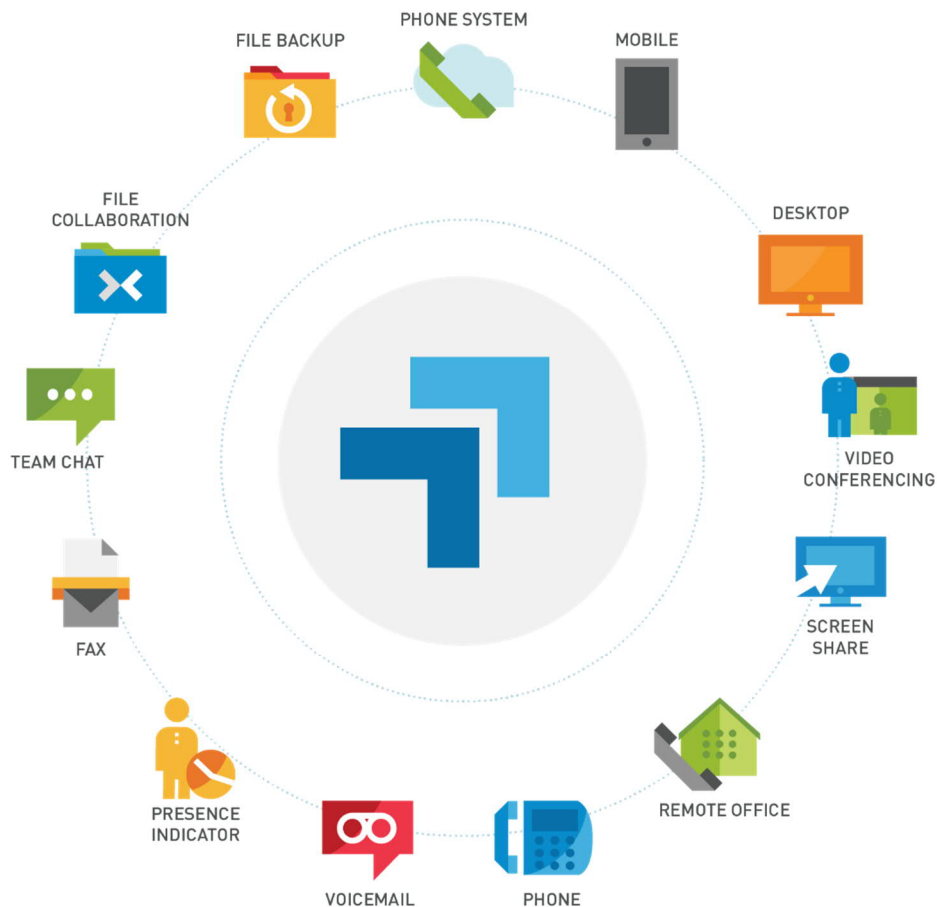 PHONE SYSTEM
FILE BACKUP
MOBILE
FILE
COLLABORATION
DESKTOP
TEAM CHAT
VIDEO
CONFERENCING
FAX
SCREEN
SHARE
PRESENCE
INDICATOR
REMOTE OFFICE
VOICEMAIL
PHONE